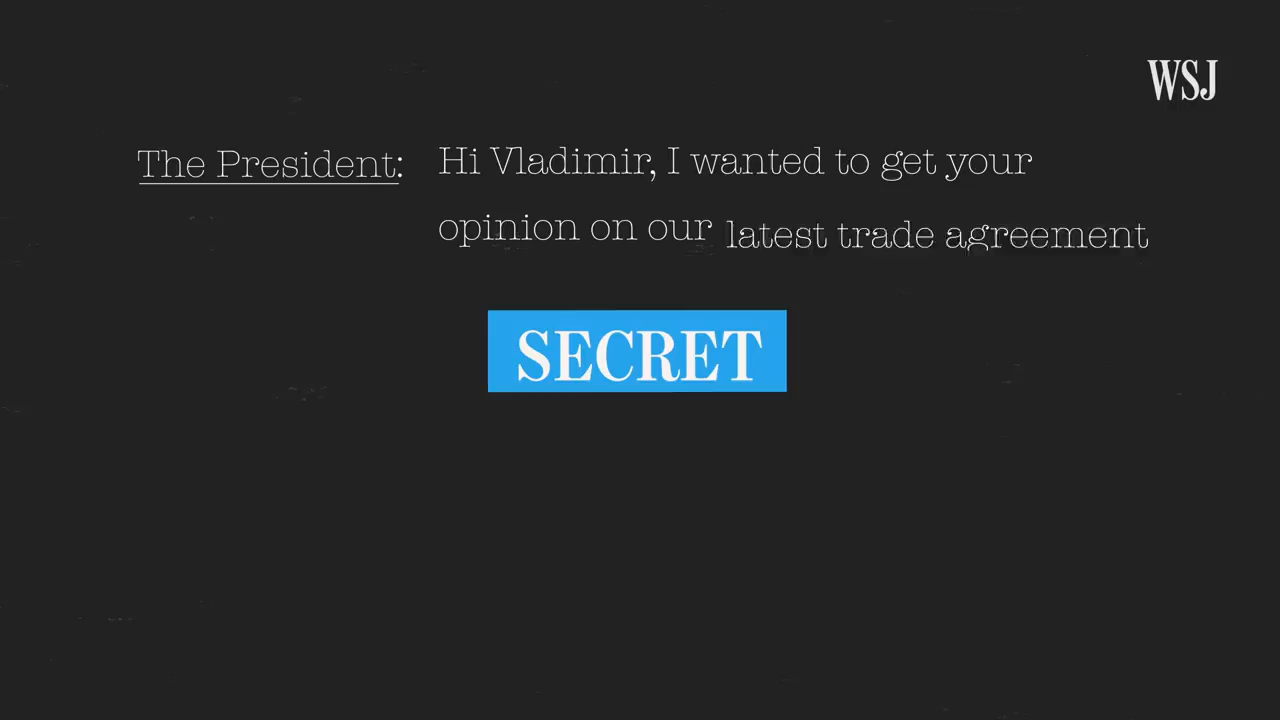 WSJ
The President: Hi Vladimir, I wanted to get your
opinion on our latest trade agreement
SECRET